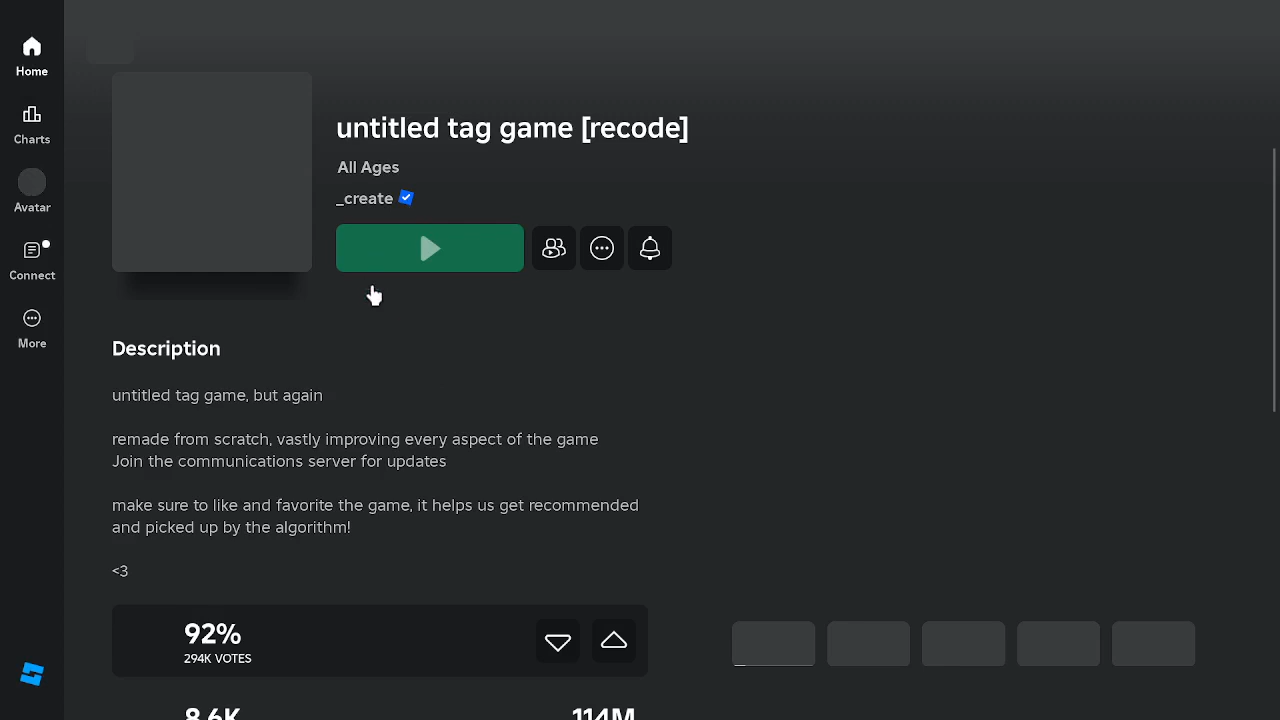 Home
Charts
Avatar
Connect
More
untitled tag game [recode]
All Ages
_create
Description
untitled tag game, but again
remade from scratch, vastly improving every aspect of the game
Join the communications server for updates
make sure to like and favorite the game, it helps us get recommended
and picked up by the algorithm!
<3
92%
294K VOTES
8.6K
114M